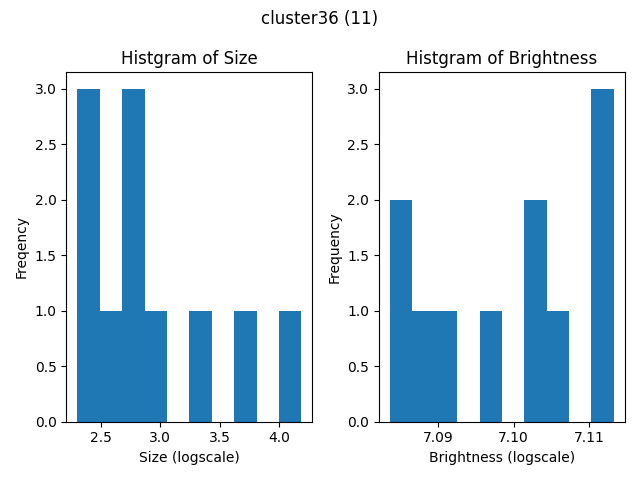 cluster36 (11)
Histgram of Size
Histgram of Brightness
3.0
2.5
2.0
1.5
1.0
0.5
0.0
Freqency
2.5 3.0 3.5 4.0
Size (logscale)
3.0
2.5
2.0
1.5
1.0
0.5
0.0
Frequency
7.09 7.10 7.11
Brightness (logscale)